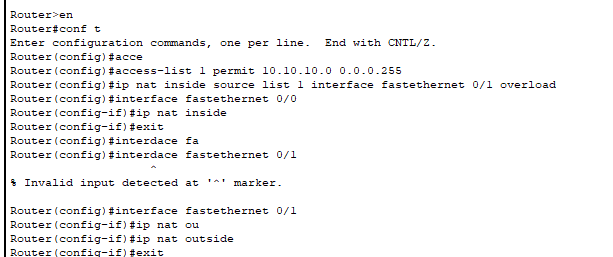 Router>en
Router#conf t
Enter configuration commands, one per line.  End with CNTL/Z.
Router(config)#acce
Router(config)#access-list 1 permit 10.10.10.0 0.0.0.255
Router(config)#ip nat inside source list 1 interface fastethernet 0/1 overload
Router(config)#interface fastethernet 0/0
Router(config-if)#ip nat inside
Router(config-if)#exit
Router(config)#interdace fa
Router(config)#interdace fastethernet 0/1
                    ^
% Invalid input detected at '^' marker.

Router(config)#interface fastethernet 0/1
Router(config-if)#ip nat ou
Router(config-if)#ip nat outside
Router(config-if)#exit